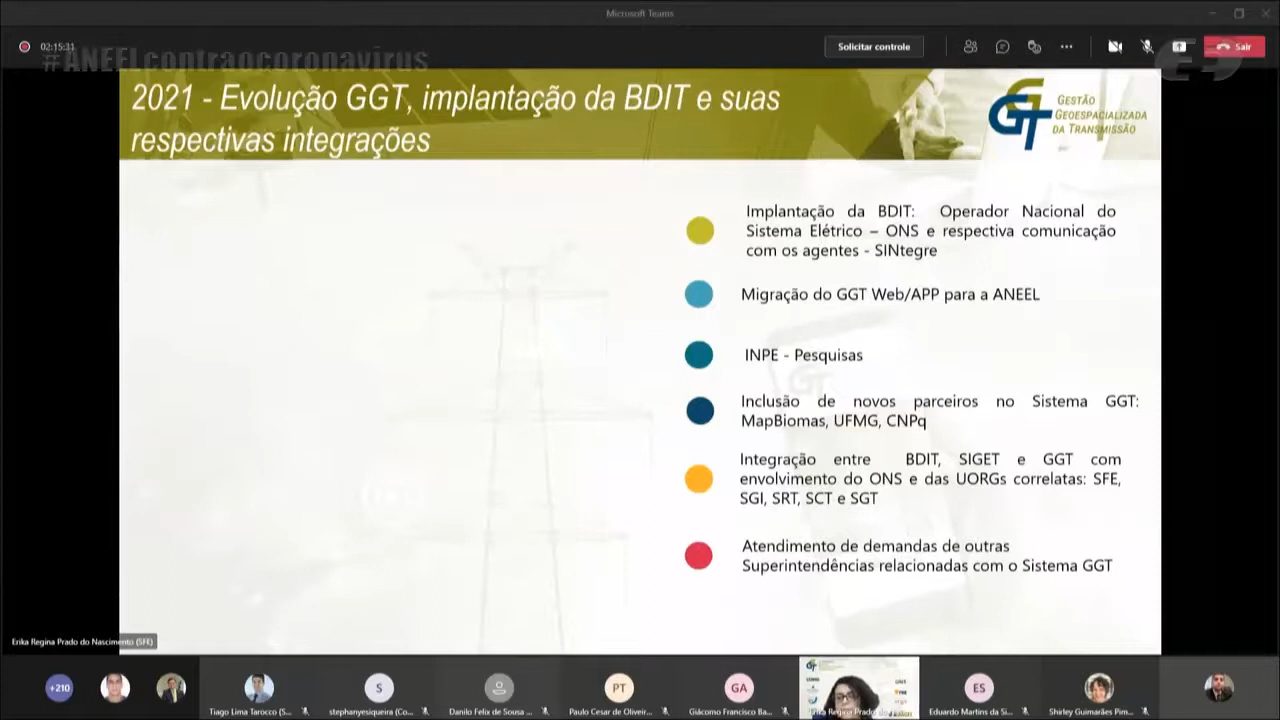 Microsoft Teams
02:15:31
#ANEELcontraocoronavirus
Solicitar controle
Sair
2021 - Evolução GGT, implantação da BDIT e suas
respectivas integrações
GGT
GESTÃO
GEOESPACIALIZADA
DA TRANSMISSÃO
Implantação da BDIT: Operador Nacional do
Sistema Elétrico – ONS e respectiva comunicação
com os agentes - SINtegre
Migração do GGT Web/APP para a ANEEL
INPE - Pesquisas
Inclusão de novos parceiros no Sistema GGT:
MapBiomas, UFMG, CNPq
Integração entre BDIT, SIGET e GGT com
envolvimento do ONS e das UORGs correlatas: SFE,
SGI, SRT, SCT e SGT
Atendimento de demandas de outras
Superintendências relacionadas com o Sistema GGT
Erika Regina Prado do Nascimento (SFE)
+210
S
PT
GA
ES
Tiago Lima Tarocco (S...
stephanyesiqueira (Co...
Danilo Felix de Sousa ...
Paulo Cesar de Oliveir...
Giácomo Francisco Ba...
Erika Regina Prado do
Eduardo Martins da Si...
Shirley Guimarães Pim...